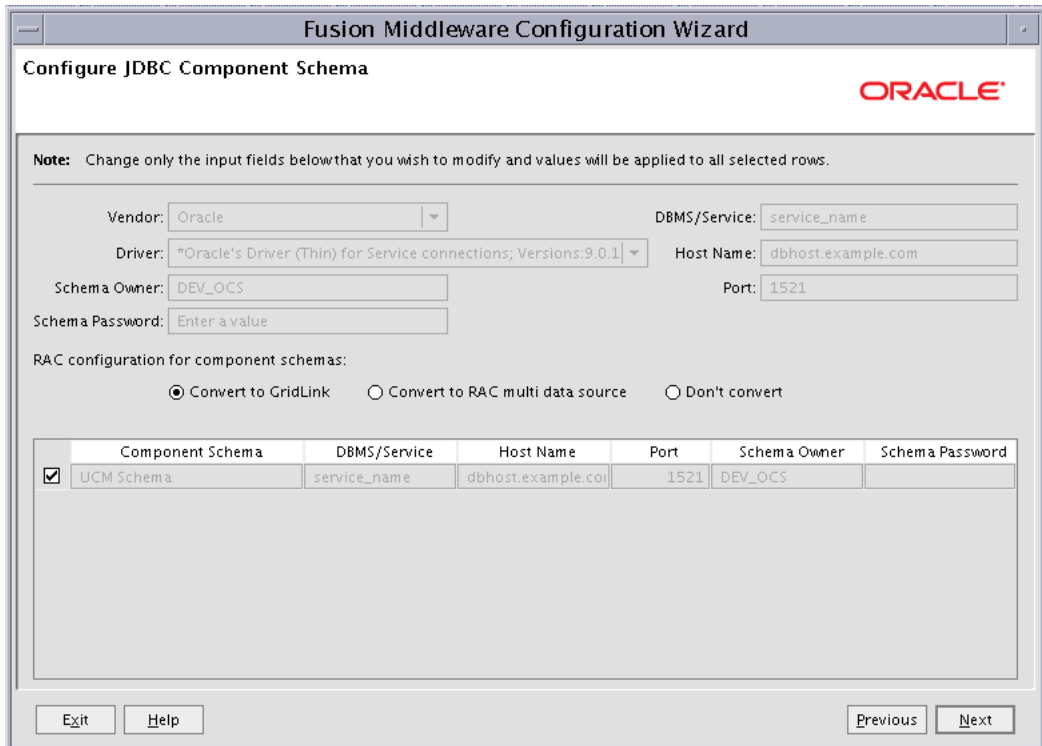 Fusion Middleware Configuration Wizard
Configure JDBC Component Schema
ORACLE
Note: Change only the input fields below that you wish to modify and values will be applied to all selected rows.
Vendor: Oracle
DBMS/Service: service_name
Driver: *Oracle's Driver (Thin) for Service connections; Versions:9.0.1
Host Name: dbhost.example.com
Schema Owner: DEV_OCS
Port: 1521
Schema Password: Enter a value
RAC configuration for component schemas:
Convert to GridLink Convert to RAC multi data source Don't convert
Component Schema DBMS/Service Host Name Port Schema Owner Schema Password
UCM Schema service_name dbhost.example.co 1521 DEV_OCS
Exit Help Previous Next